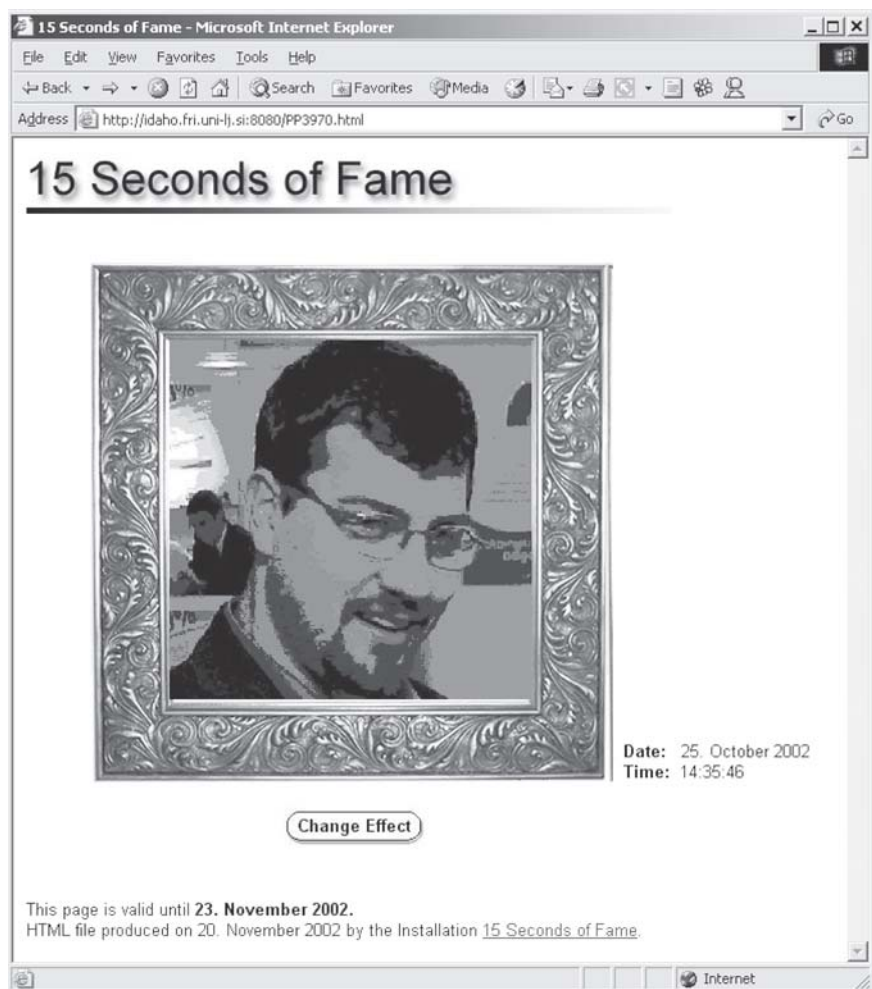 15 Seconds of Fame - Microsoft Internet Explorer
File Edit View Favorites Tools Help
Back Search Favorites Media
Address http://idaho.fri.uni-lj.si:8080/PP3970.html Go
15 Seconds of Fame
Date: 25. October 2002
Time: 14:35:46
Change Effect
This page is valid until 23. November 2002.
HTML file produced on 20. November 2002 by the Installation 15 Seconds of Fame.
Internet